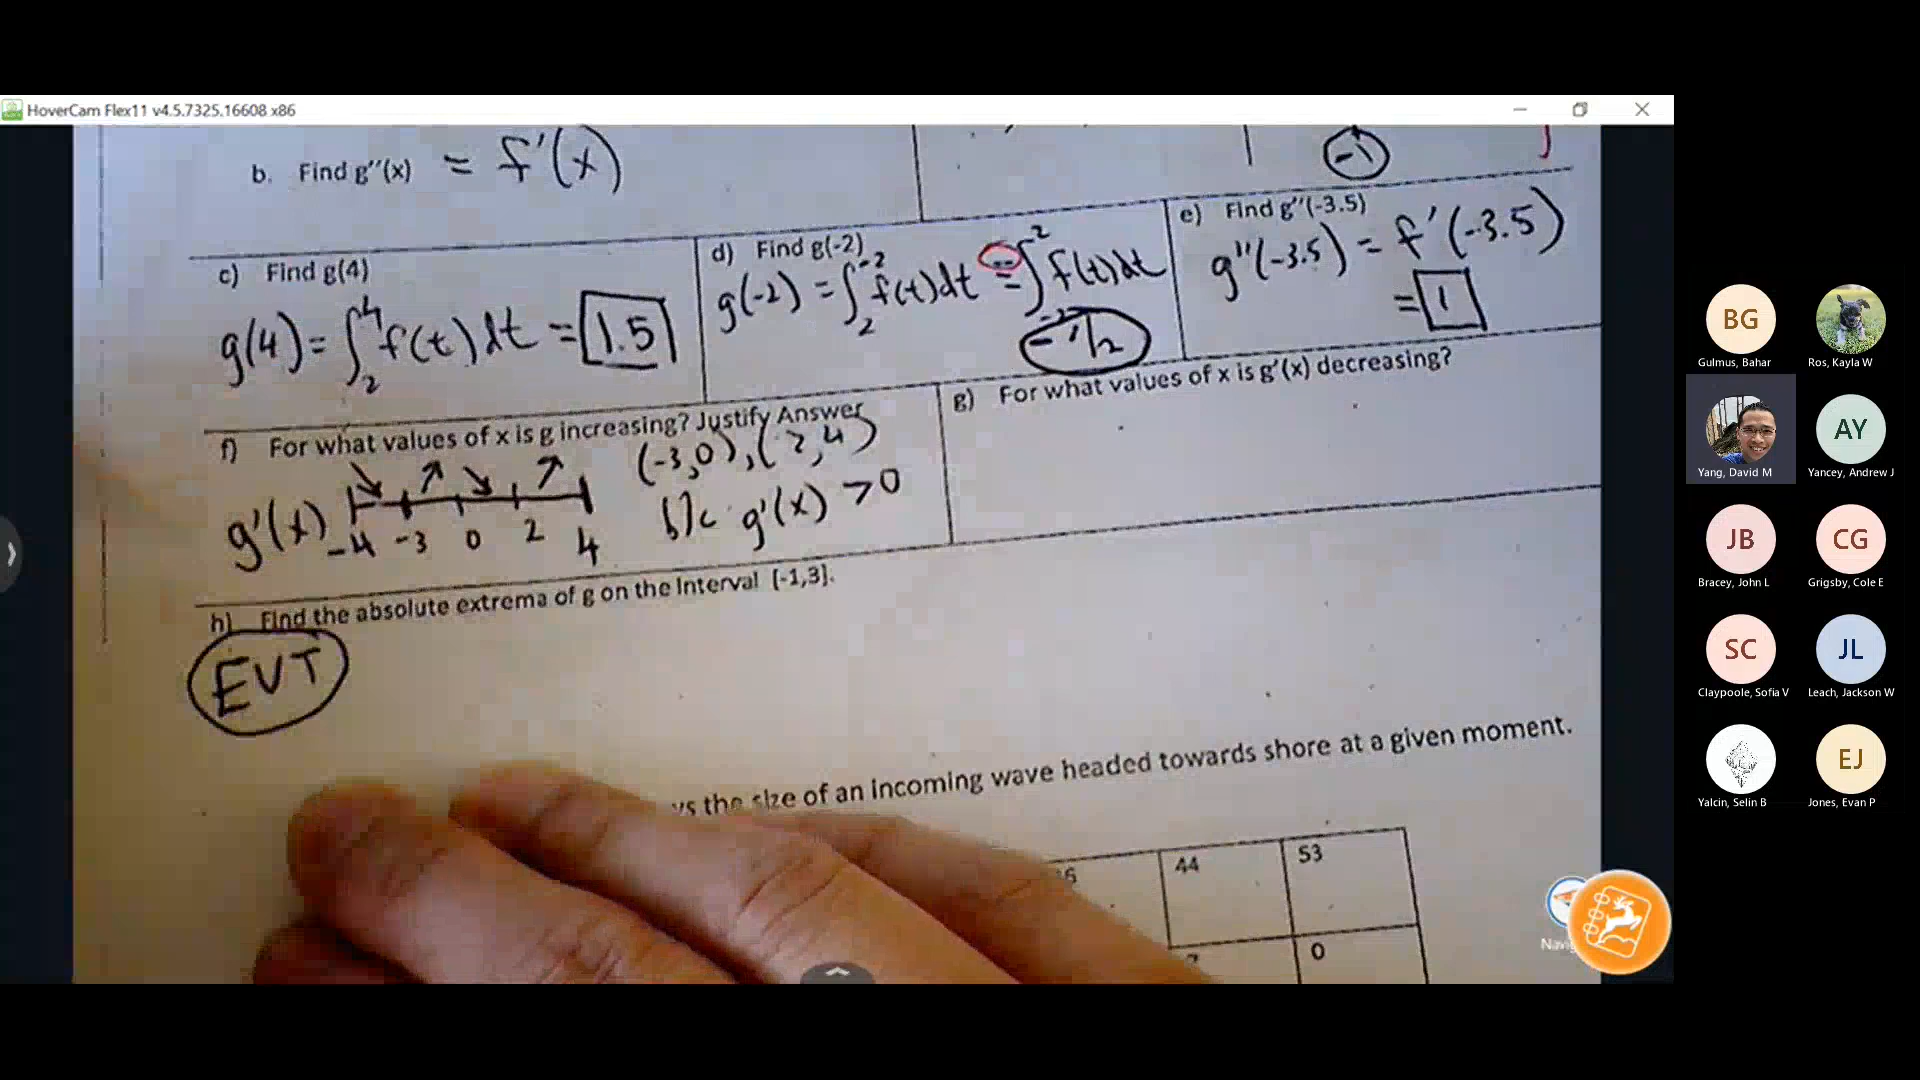 HoverCam Flex11 v4.5.7325.16608 x86
b. Find g''(x) = f'(x)
-1
c) Find g(4)
g(4) = ∫₂⁴ f(t) dt = 1.5
d) Find g(-2)
g(-2) = ∫₂⁻² f(t) dt = - ∫₋₂² f(t) dt
- 1/2
e) Find g''(-3.5)
g''(-3.5) = f'(-3.5)
= 1
f) For what values of x is g increasing? Justify Answer
(-3,0), (2,4)
g'(x) -4 -3 0 2 4
b/c g'(x) > 0
g) For what values of x is g'(x) decreasing?
h) Find the absolute extrema of g on the interval [-1,3].
EVT
the size of an incoming wave headed towards shore at a given moment.
44 53
0
BG
Gulmus, Bahar
Ros, Kayla W
Yang, David M
AY
Yancey, Andrew J
JB
Bracey, John L
CG
Grigsby, Cole E
SC
Claypoole, Sofia V
JL
Leach, Jackson W
Yalcin, Selin B
EJ
Jones, Evan P